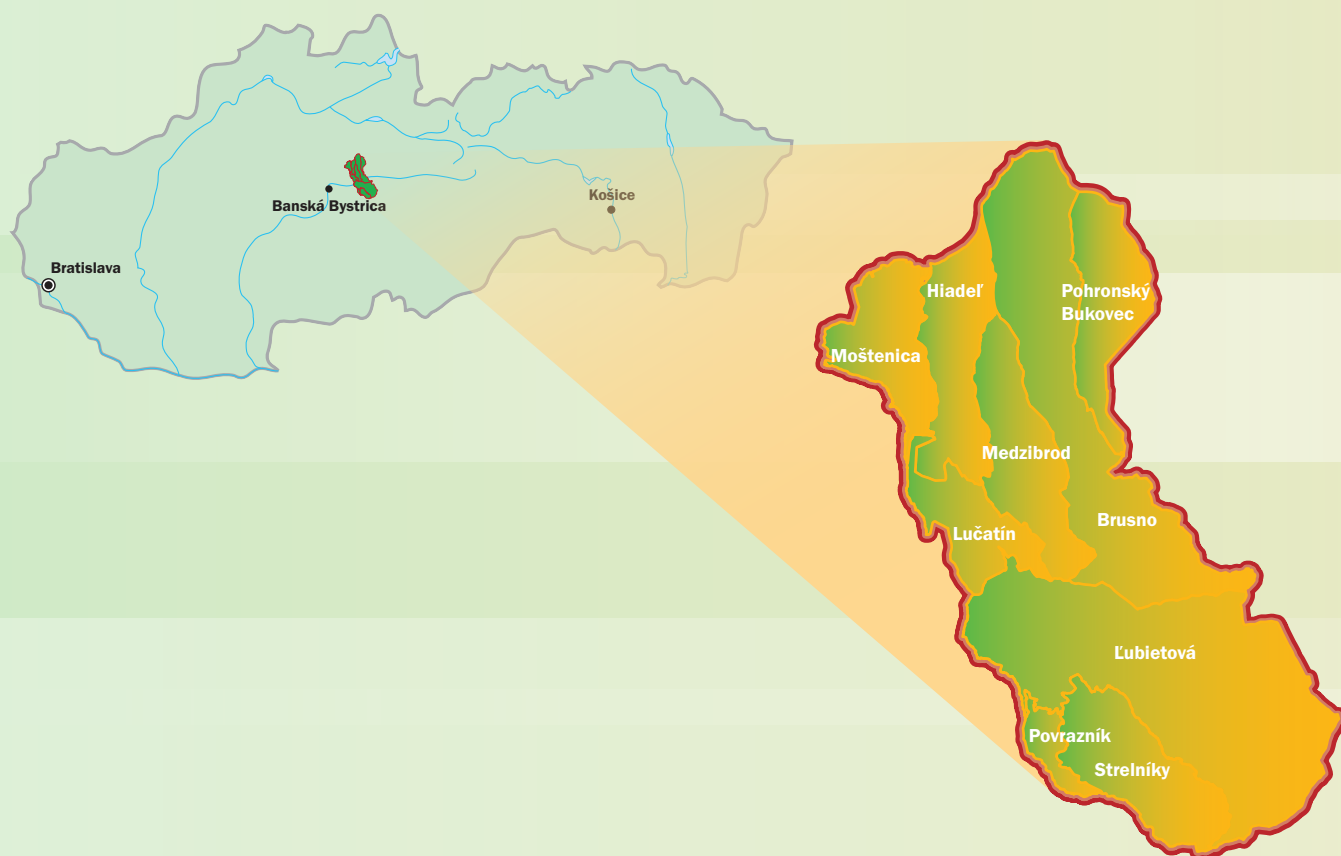 Banská Bystrica
Košice
Bratislava
Hiadeľ
Pohronský
Bukovec
Moštenica
Medzibrod
Brusno
Lučatín
Ľubietová
Povrazník
Strelníky